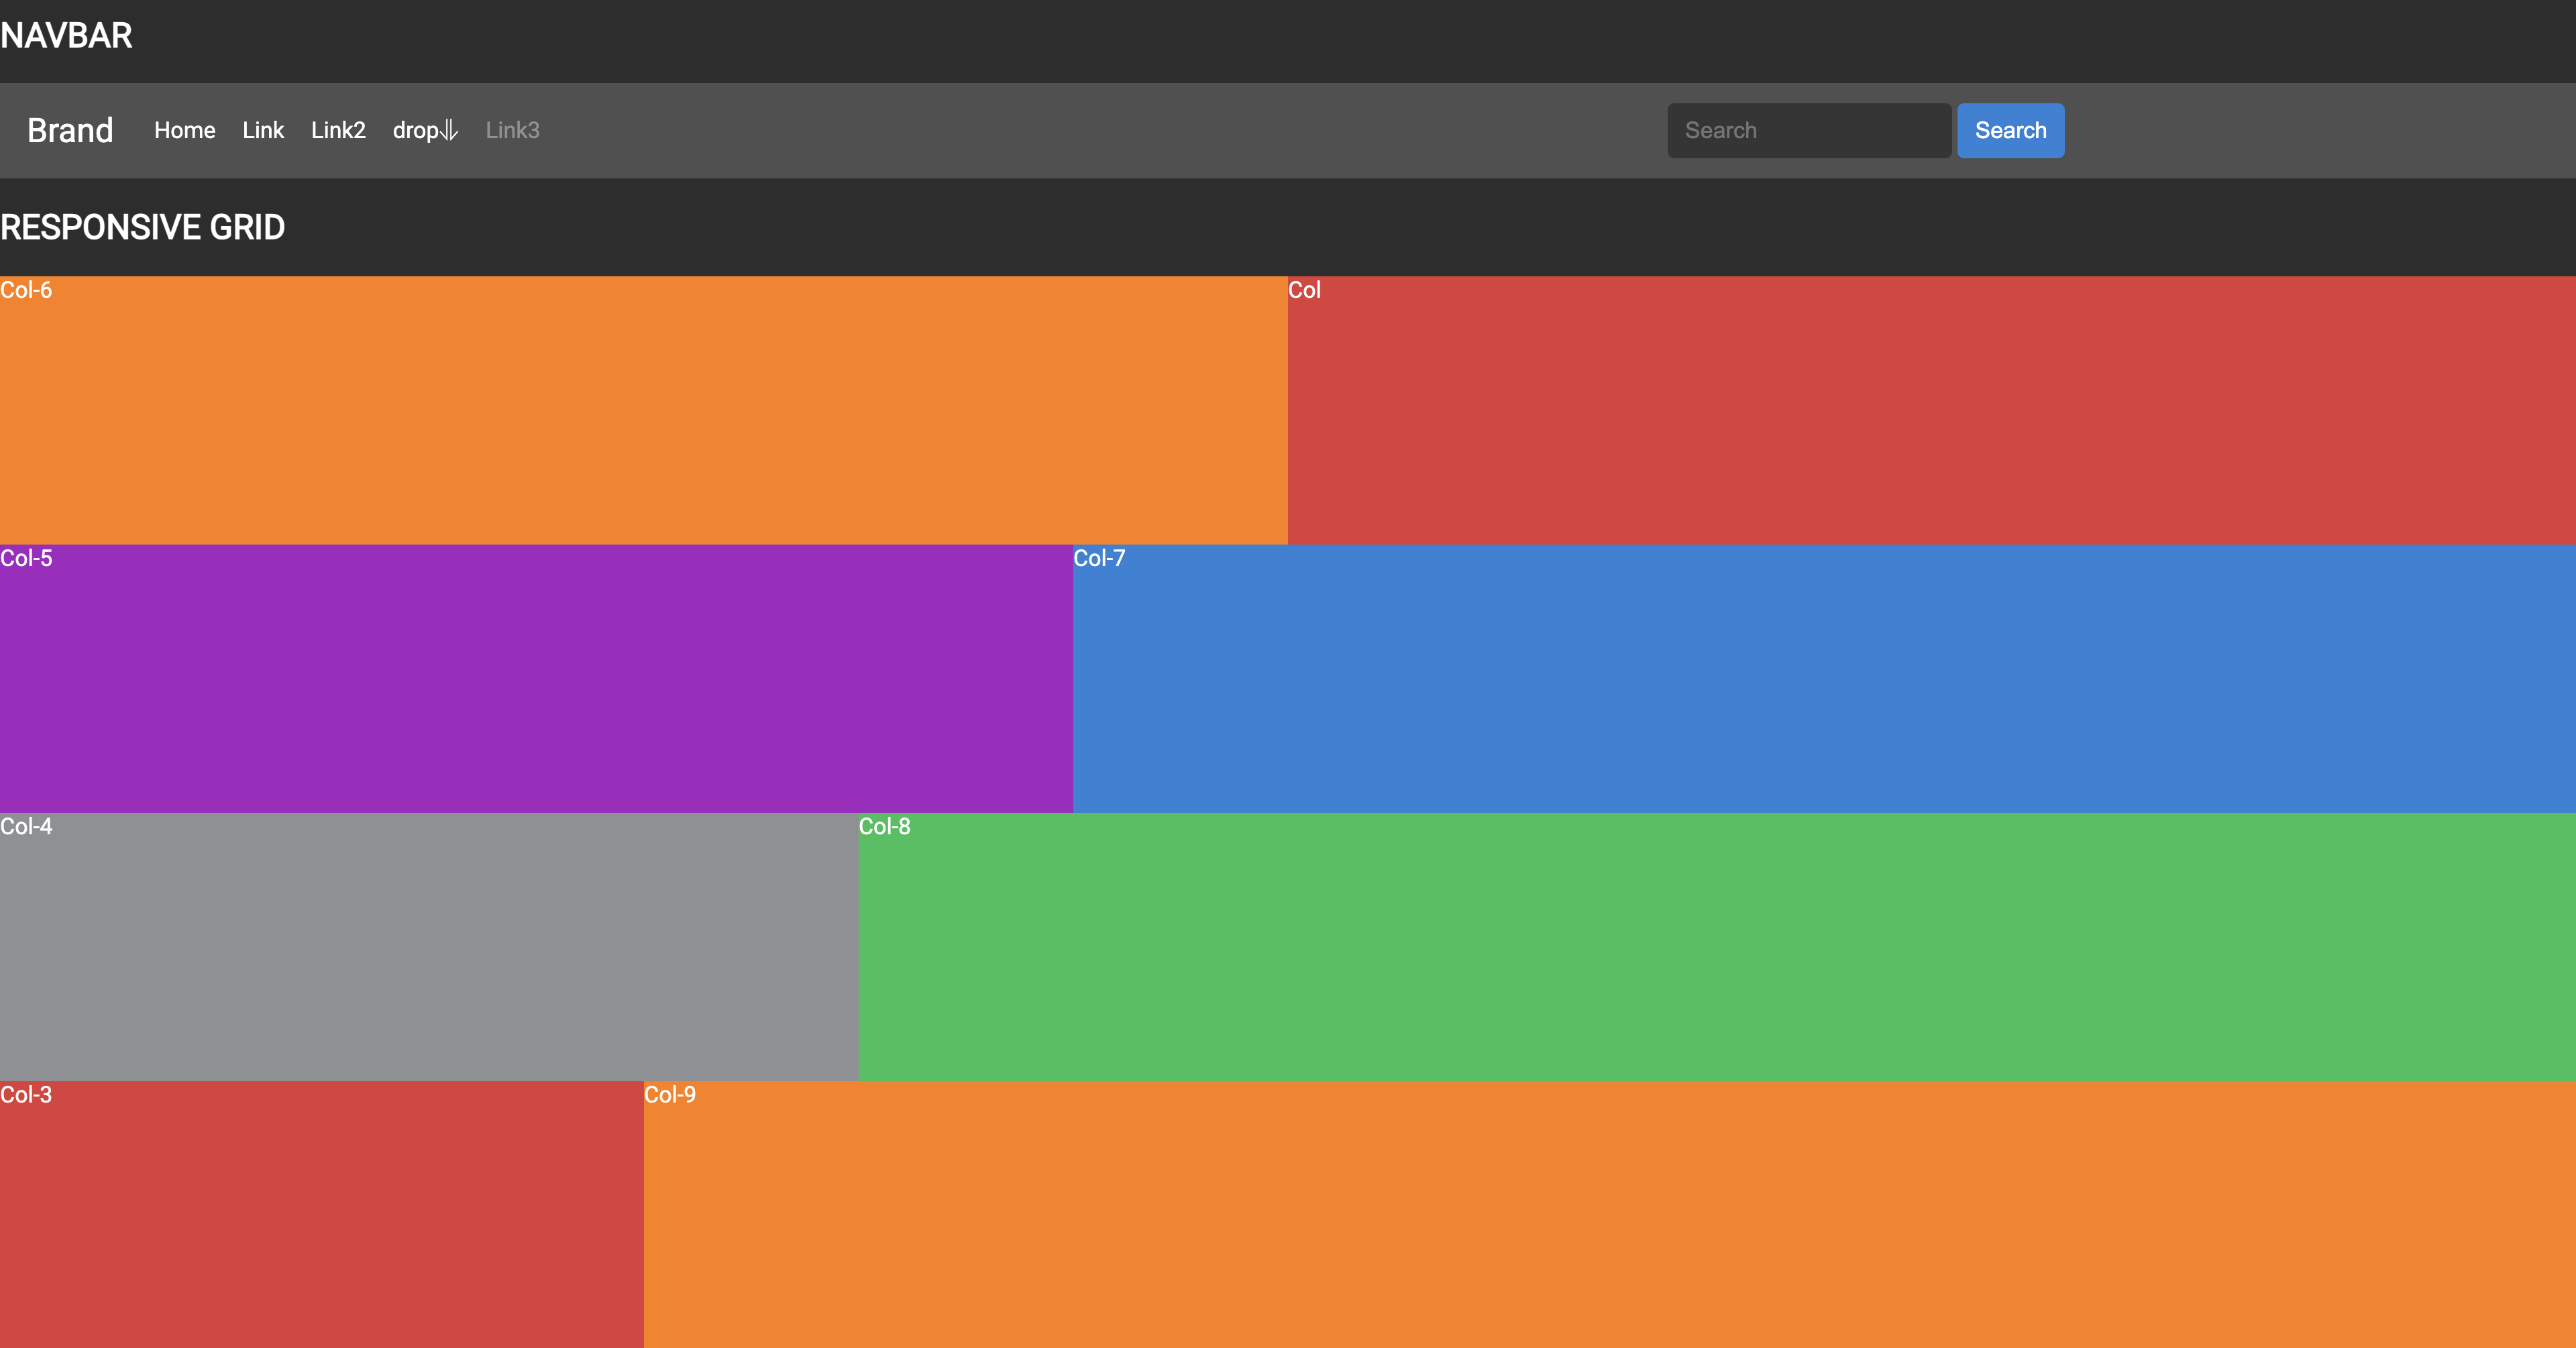 NAVBAR
Brand Home Link Link2 drop⥯ Link3 Search Search
RESPONSIVE GRID
Col-6 Col
Col-5 Col-7
Col-4 Col-8
Col-3 Col-9